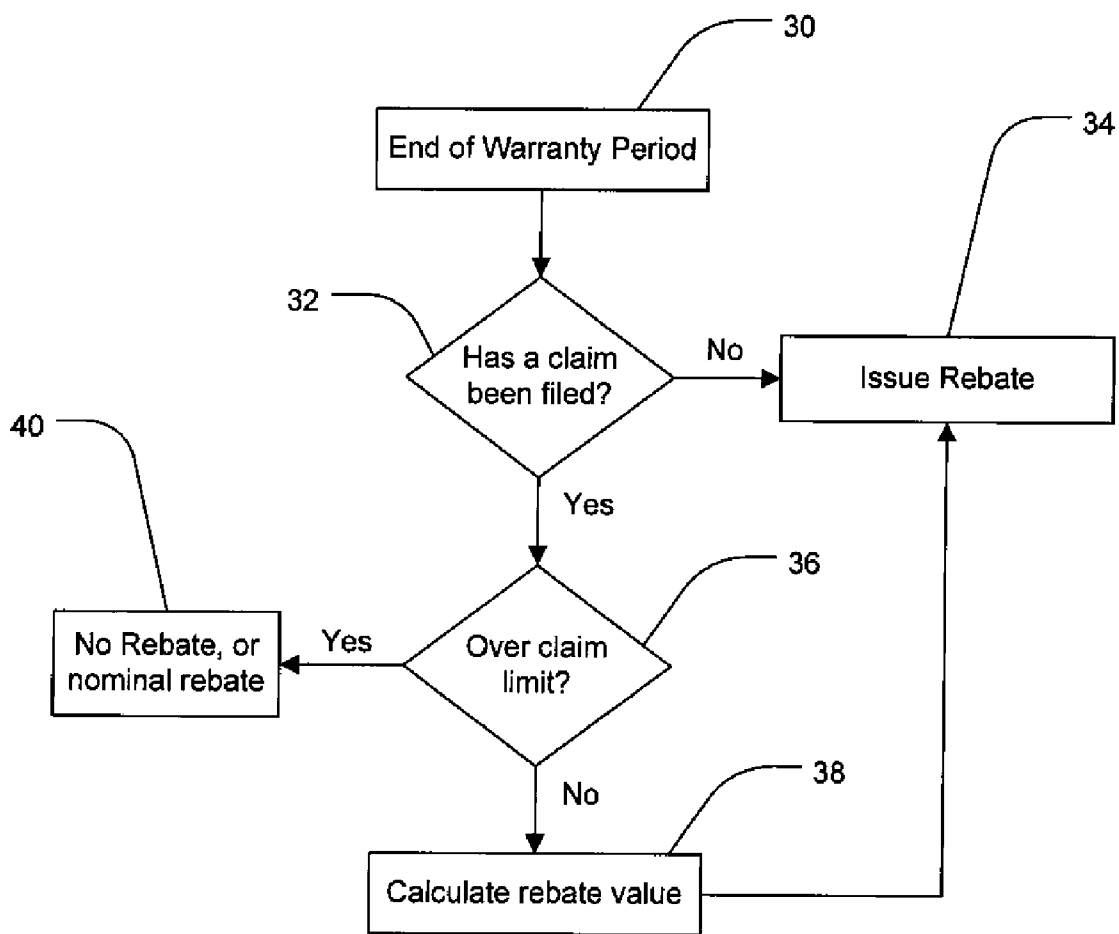 30
End of Warranty Period
34
32
Has a claim
been filed?
No
Issue Rebate
40
Yes
36
No Rebate, or
nominal rebate
Yes
Over claim
limit?
No
38
Calculate rebate value